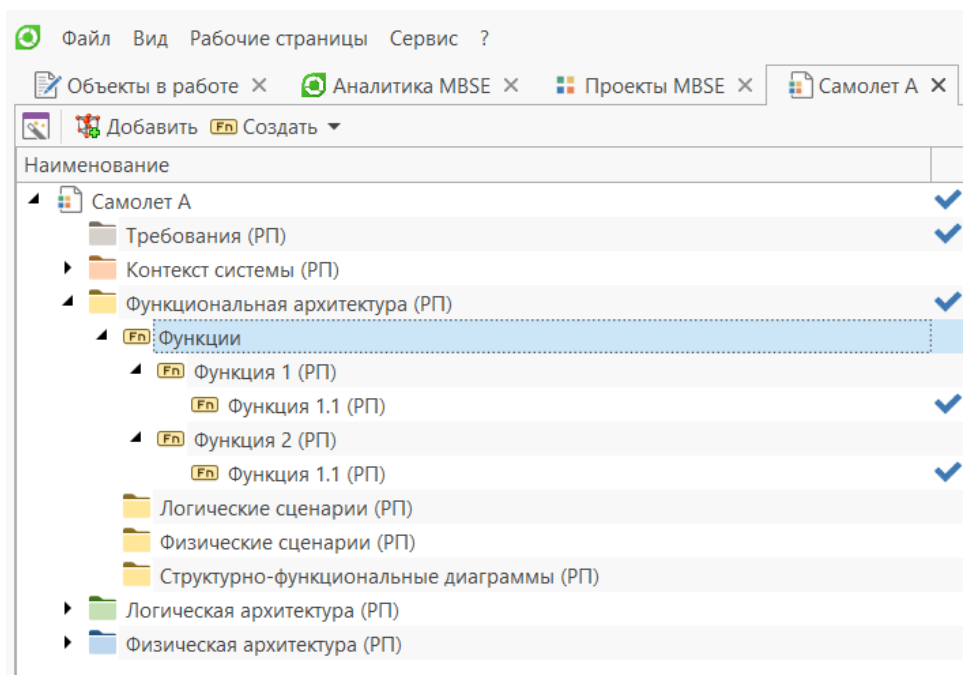 Файл Вид Рабочие страницы Сервис ?
Объекты в работе Аналитика MBSE Проекты MBSE Самолет А
Добавить Fn Создать
Наименование
Самолет А
Требования (РП)
Контекст системы (РП)
Функциональная архитектура (РП)
Fn Функции
Fn Функция 1 (РП)
Fn Функция 1.1 (РП)
Fn Функция 2 (РП)
Fn Функция 1.1 (РП)
Логические сценарии (РП)
Физические сценарии (РП)
Структурно-функциональные диаграммы (РП)
Логическая архитектура (РП)
Физическая архитектура (РП)